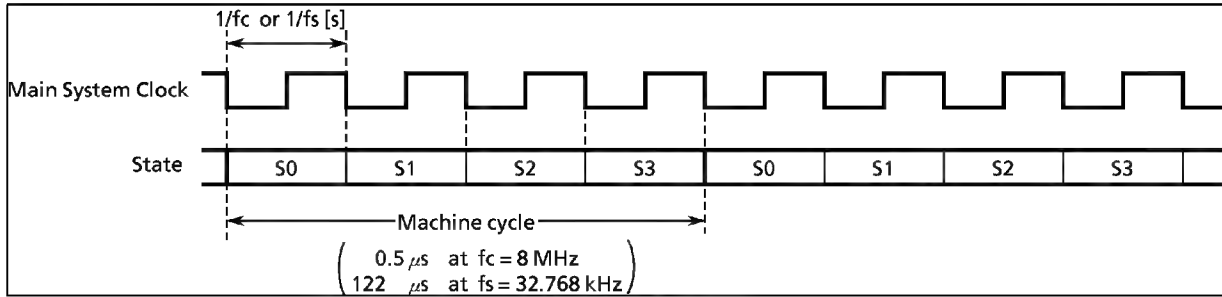 1/fc or 1/fs [s]
Main System Clock
State S0 S1 S2 S3 S0 S1 S2 S3
Machine cycle
0.5 μs at fc = 8 MHz
122 μs at fs = 32.768 kHz